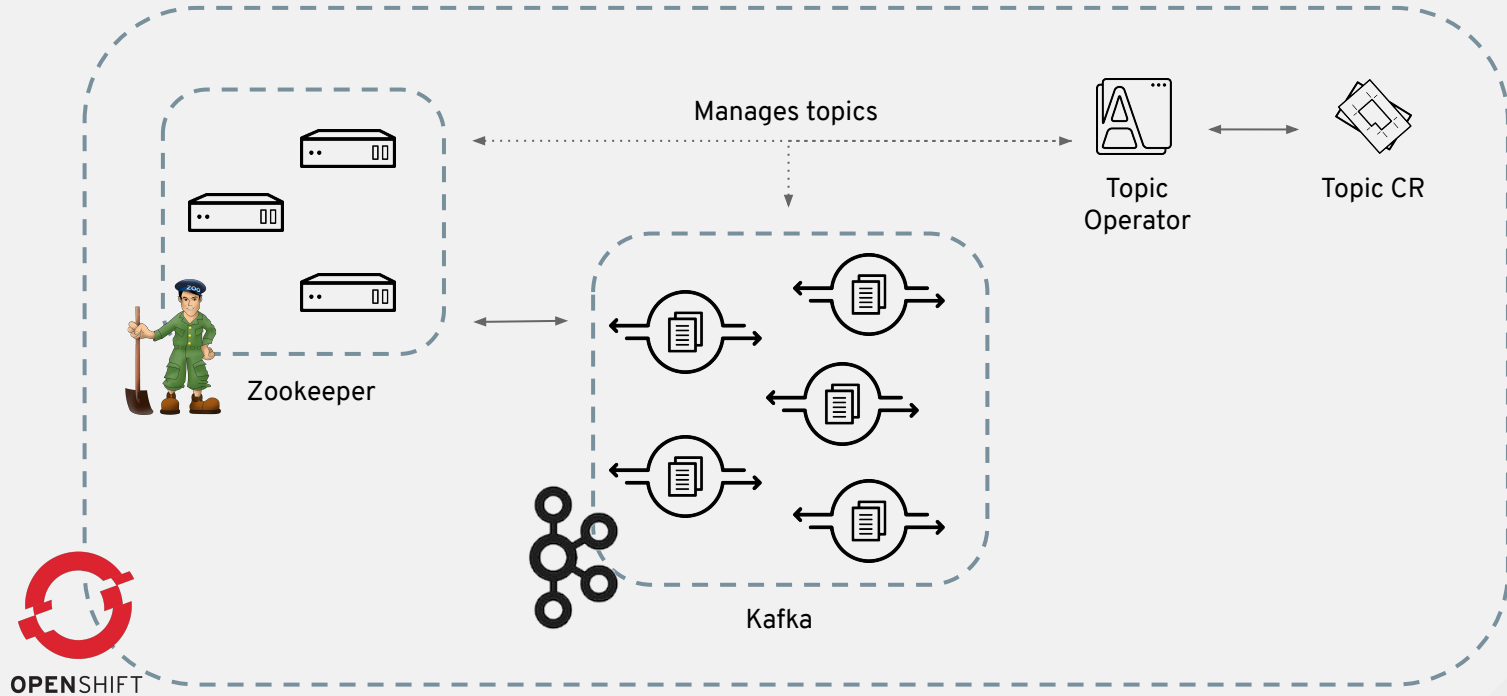 Manages topics
Topic
Operator
Topic CR
ZOO
Zookeeper
Kafka
OPENSHIFT